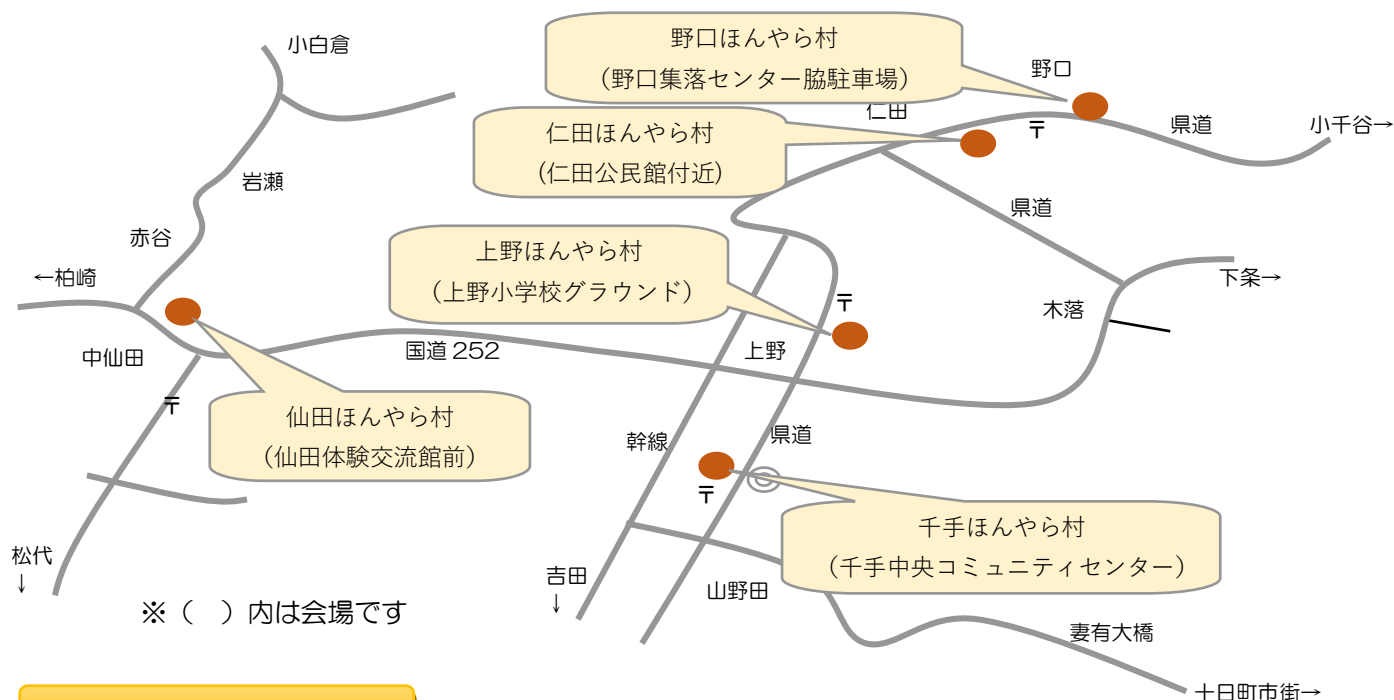 小白倉
野口ほんやら村
(野口集落センター脇駐車場)
野口
仁田
〒
県道
小千谷→
仁田ほんやら村
(仁田公民館付近)
岩瀬
県道
赤谷
上野ほんやら村
(上野小学校グラウンド)
←柏崎
下条→
〒
木落
中仙田
国道 252
上野
〒
仙田ほんやら村
(仙田体験交流館前)
幹線
県道
〒
千手ほんやら村
(千手中央コミュニティセンター)
松代
↓
吉田
↓
山野田
※（　）内は会場です
妻有大橋
十日町市街→